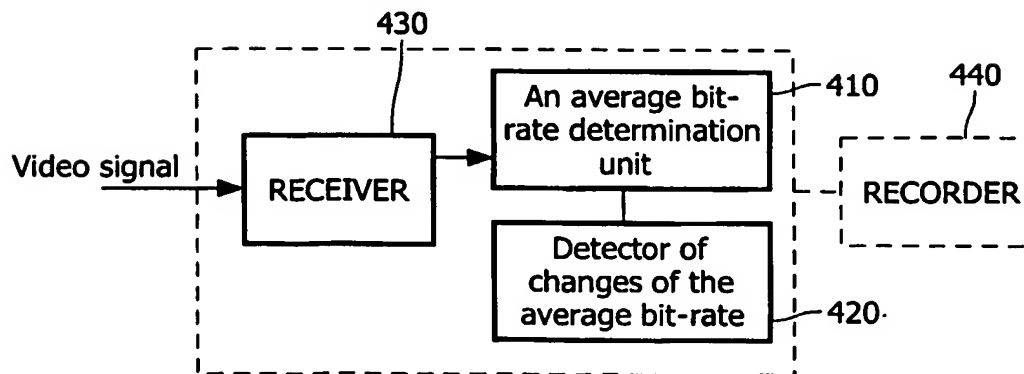 430
An average bit-
rate determination
unit
410
440
Video signal
RECEIVER
RECORDER
Detector of
changes of the
average bit-rate
420.